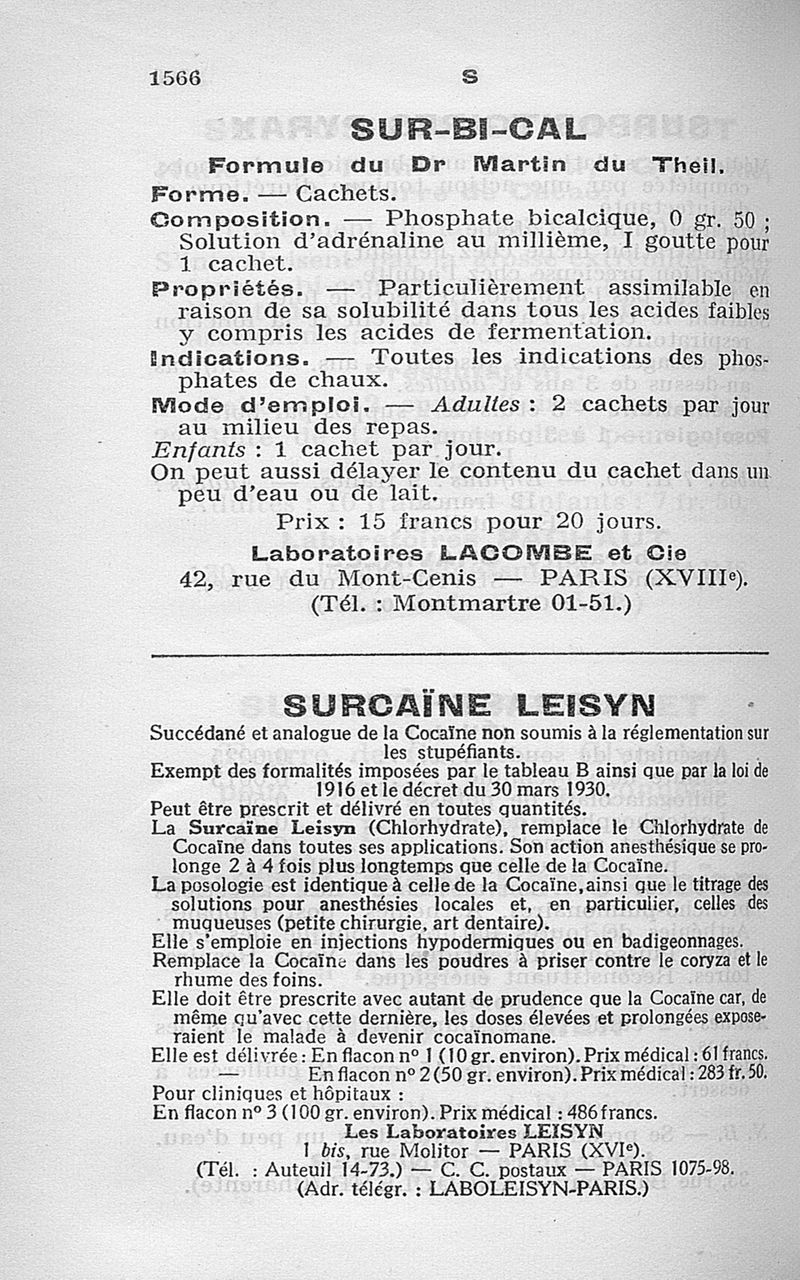 1566
S
SUR-BI-CAL
Formule du Dr Martin du Theil.
Forme. — Cachets.
Composition. — Phosphate bicalcique, 0 gr. 50 ;
Solution d'adrénaline au millième, I goutte pour
1 cachet.
Propriétés. — Particulièrement assimilable en
raison de sa solubilité dans tous les acides faibles
y compris les acides de fermentation.
Indications. — Toutes les indications des phos-
phates de chaux.
Mode d'emploi. — Adultes : 2 cachets par jour
au milieu des repas.
Enfants : 1 cachet par jour.
On peut aussi délayer le contenu du cachet dans un
peu d'eau ou de lait.
Prix : 15 francs pour 20 jours.
Laboratoires LACOMBE et Cie
42, rue du Mont-Cenis — PARIS (XVIIIe).
(Tél. : Montmartre 01-51.)
SURCAÏNE LEISYN
Succédané et analogue de la Cocaïne non soumis à la réglementation sur
les stupéfiants.
Exempt des formalités imposées par le tableau B ainsi que par la loi de
1916 et le décret du 30 mars 1930.
Peut être prescrit et délivré en toutes quantités.
La Surcaïne Leisyn (Chlorhydrate), remplace le Chlorhydrate de
Cocaïne dans toutes ses applications. Son action anesthésique se pro-
longe 2 à 4 fois plus longtemps que celle de la Cocaïne.
La posologie est identique à celle de la Cocaïne, ainsi que le titrage des
solutions pour anesthésies locales et, en particulier, celles des
muqueuses (petite chirurgie, art dentaire).
Elle s'emploie en injections hypodermiques ou en badigeonnages.
Remplace la Cocaïne dans les poudres à priser contre le coryza et le
rhume des foins.
Elle doit être prescrite avec autant de prudence que la Cocaïne car, de
même qu'avec cette dernière, les doses élevées et prolongées expose-
raient le malade à devenir cocaïnomane.
Elle est délivrée : En flacon n° 1 (10 gr. environ). Prix médical : 61 francs.
— En flacon n° 2 (50 gr. environ). Prix médical : 283 fr. 50.
Pour cliniques et hôpitaux :
En flacon n° 3 (100 gr. environ). Prix médical : 486 francs.
Les Laboratoires LEISYN
1 bis, rue Molitor — PARIS (XVIe).
(Tél. : Auteuil 14-73.) — C. C. postaux — PARIS 1075-98.
(Adr. télégr. : LABOLEISYN-PARIS.)